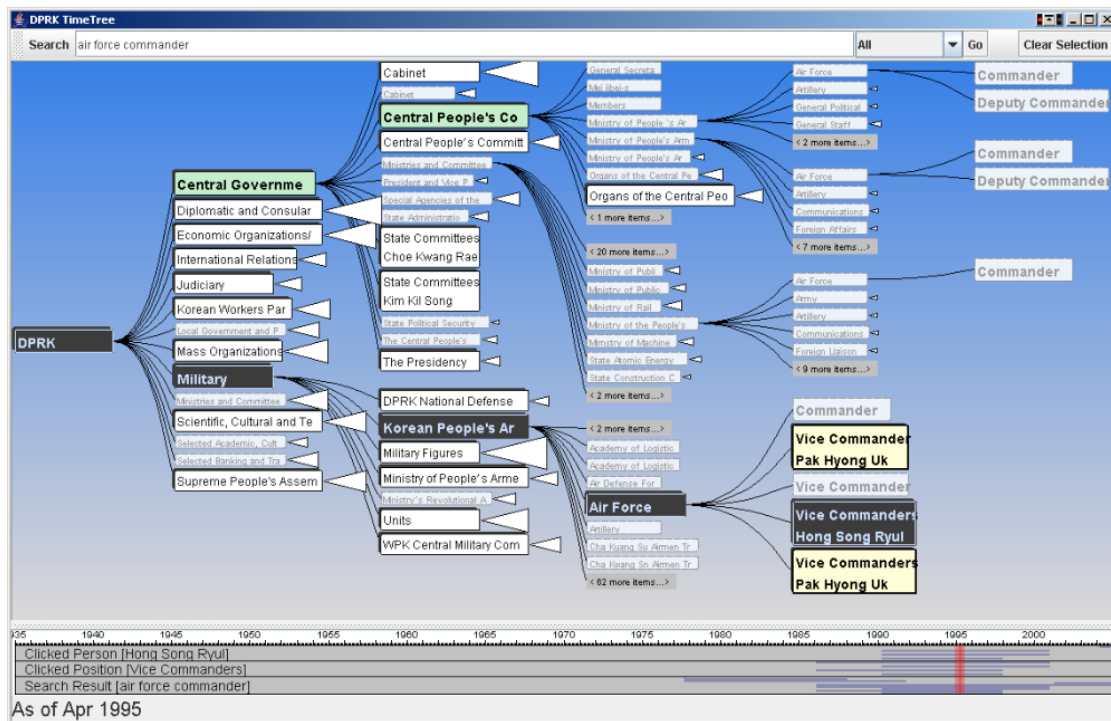 DPRK TimeTree
Search air force commander All Go Clear Selection
Cabinet
Cabinet
Central People's Co
Central People's Committ
Ministries and Committee
President and Vice P
Special Agencies of the
State Administratio
State Committees
Choe Kwang Rae
State Committees
Kim Kil Song
State Political Security
The Central People's
The Presidency
Central Governme
Diplomatic and Consular
Economic Organizations/
International Relations
Judiciary
Korean Workers Par
Local Government and P
Mass Organizations
Military
Ministries and Committee
Scientific, Cultural and Te
Selected Academic, Cult
Selected Banking and Tra
Supreme People's Assem
DPRK
DPRK National Defense
Korean People's Ar
Military Figures
Ministry of People's Arme
Ministry's Revolutional A
Units
WPK Central Military Com
General Secreta
Members
Ministry of People 's Ar
Ministry of People's Arm
Ministry of People's Ar
Organs of the Central Pe
Organs of the Central Peo
< 1 more items...>
< 20 more items...>
Ministry of Publi
Ministry of Public
Ministry of Rail
Ministry of the People's
Mimstry of Machine
State Atomic Energy
State Construction C
< 2 more items...>
< 2 more items...>
Academy of Logistic
Academy of Logistic
Air Defense For
Air Force
Artillery
Cha Kwang Su Airmen Tr
Cha Kwang Sn Airmen Tr
< 62 more items...>
Air Force
Artillery
General Political
General Staff
< 2 more items...>
Air Force
Artillery
Communications
Foreign Affairs
< 7 more items...>
Air Force
Army
Artillery
Communications
Foreign Liaison
< 9 more items...>
Commander
Vice Commander
Pak Hyong Uk
Vice Commander
Vice Commanders
Hong Song Ryul
Vice Commanders
Pak Hyong Uk
Commander
Deputy Commander
Commander
Deputy Commander
Commander
935 1940 1945 1950 1955 1960 1965 1970 1975 1980 1985 1990 1995 2000
Clicked Person [Hong Song Ryul]
Clicked Position [Vice Commanders]
Search Result [air force commander]
As of Apr 1995